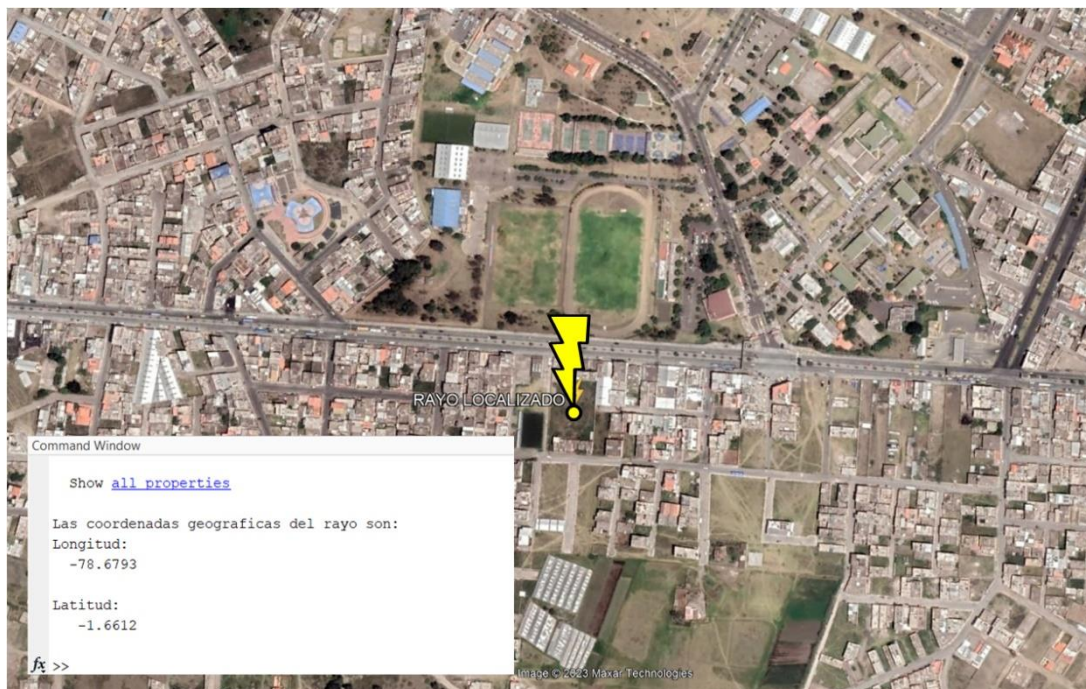 RAYO LOCALIZADO
Command Window
Show all properties
Las coordenadas geograficas del rayo son:
Longitud:
-78.6793
Latitud:
-1.6612
fx >>
Image © 2023 Maxar Technologies